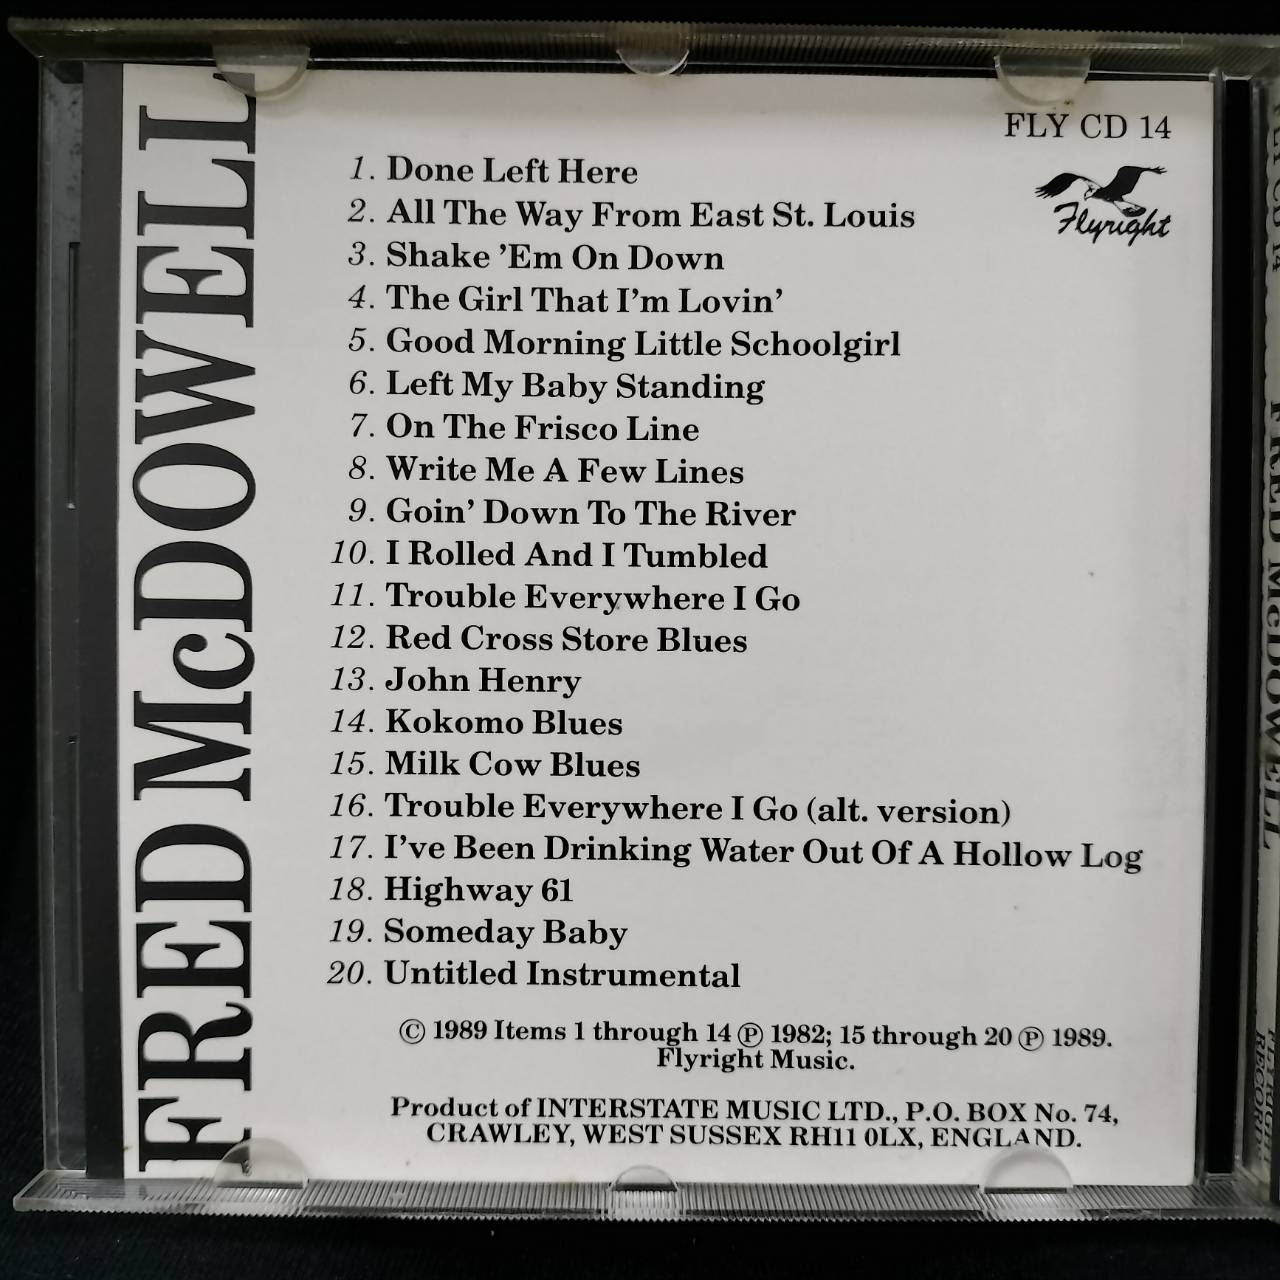 FRED McDOWELL
FLY CD 14
Flyright
1. Done Left Here
2. All The Way From East St. Louis
3. Shake ’Em On Down
4. The Girl That I’m Lovin’
5. Good Morning Little Schoolgirl
6. Left My Baby Standing
7. On The Frisco Line
8. Write Me A Few Lines
9. Goin’ Down To The River
10. I Rolled And I Tumbled
11. Trouble Everywhere I Go
12. Red Cross Store Blues
13. John Henry
14. Kokomo Blues
15. Milk Cow Blues
16. Trouble Everywhere I Go (alt. version)
17. I’ve Been Drinking Water Out Of A Hollow Log
18. Highway 61
19. Someday Baby
20. Untitled Instrumental
© 1989 Items 1 through 14 ℗ 1982; 15 through 20 ℗ 1989.
Flyright Music.
Product of INTERSTATE MUSIC LTD., P.O. BOX No. 74,
CRAWLEY, WEST SUSSEX RH11 0LX, ENGLAND.
FRED McDOWELL